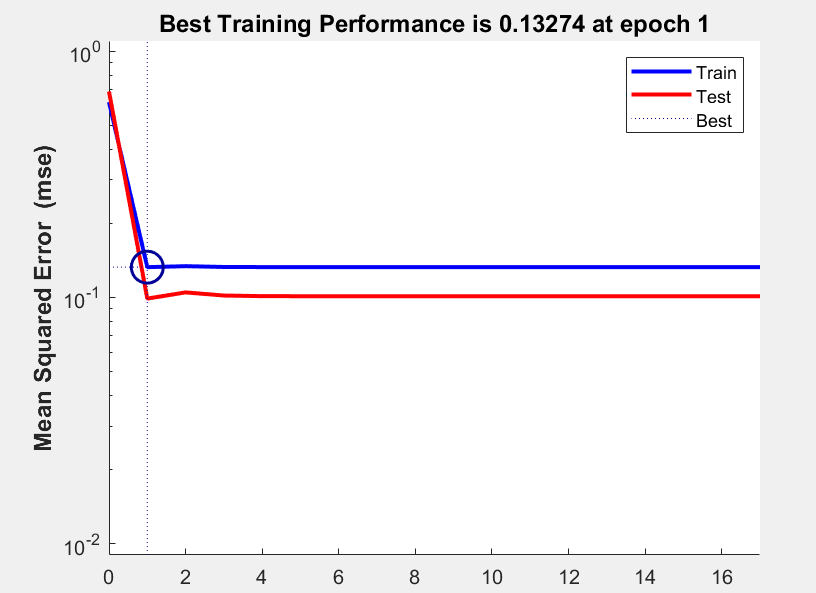 Best Training Performance is 0.13274 at epoch 1
Mean Squared Error (mse)
10^0
10^-1
10^-2
Train
Test
Best
0 2 4 6 8 10 12 14 16